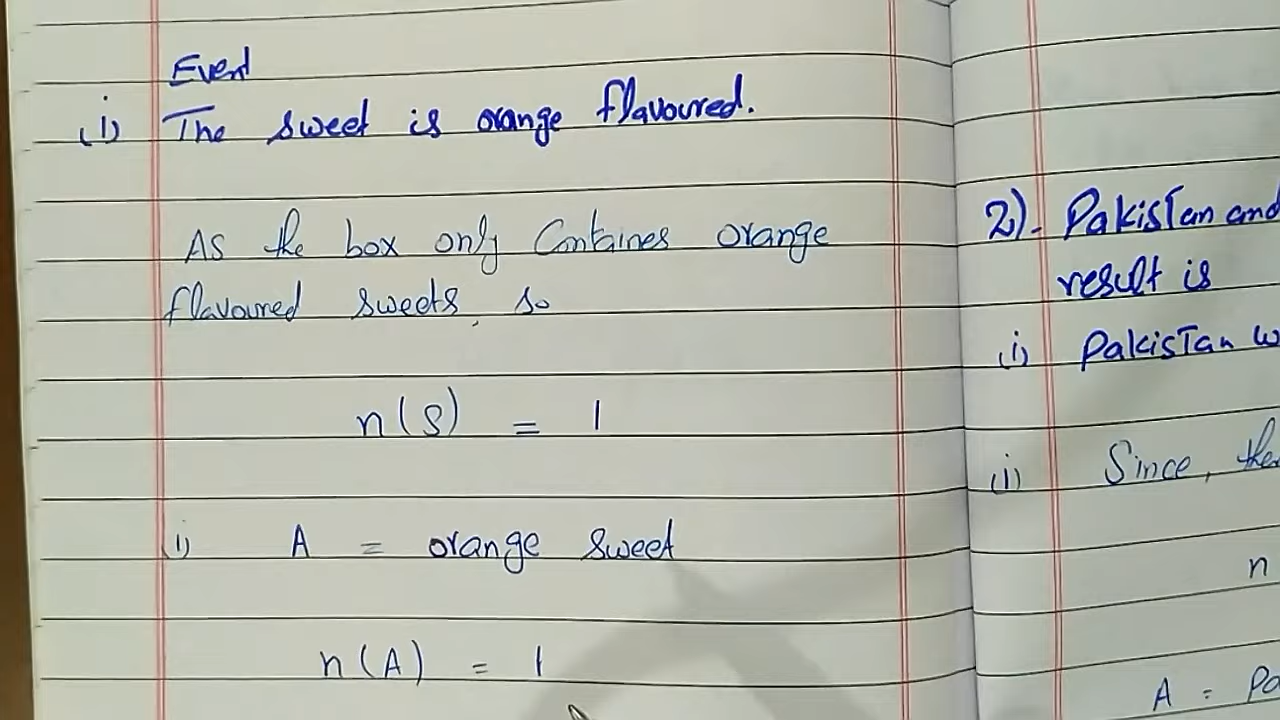 Event
(i) The sweet is orange flavoured.
As the box only Containes orange
flavoured sweets, so
n(S) = 1
i) A = orange sweet
n(A) = 1
2). Pakistan and
result is
(i) Pakistan w
(i) Since, the
n
A = Pa